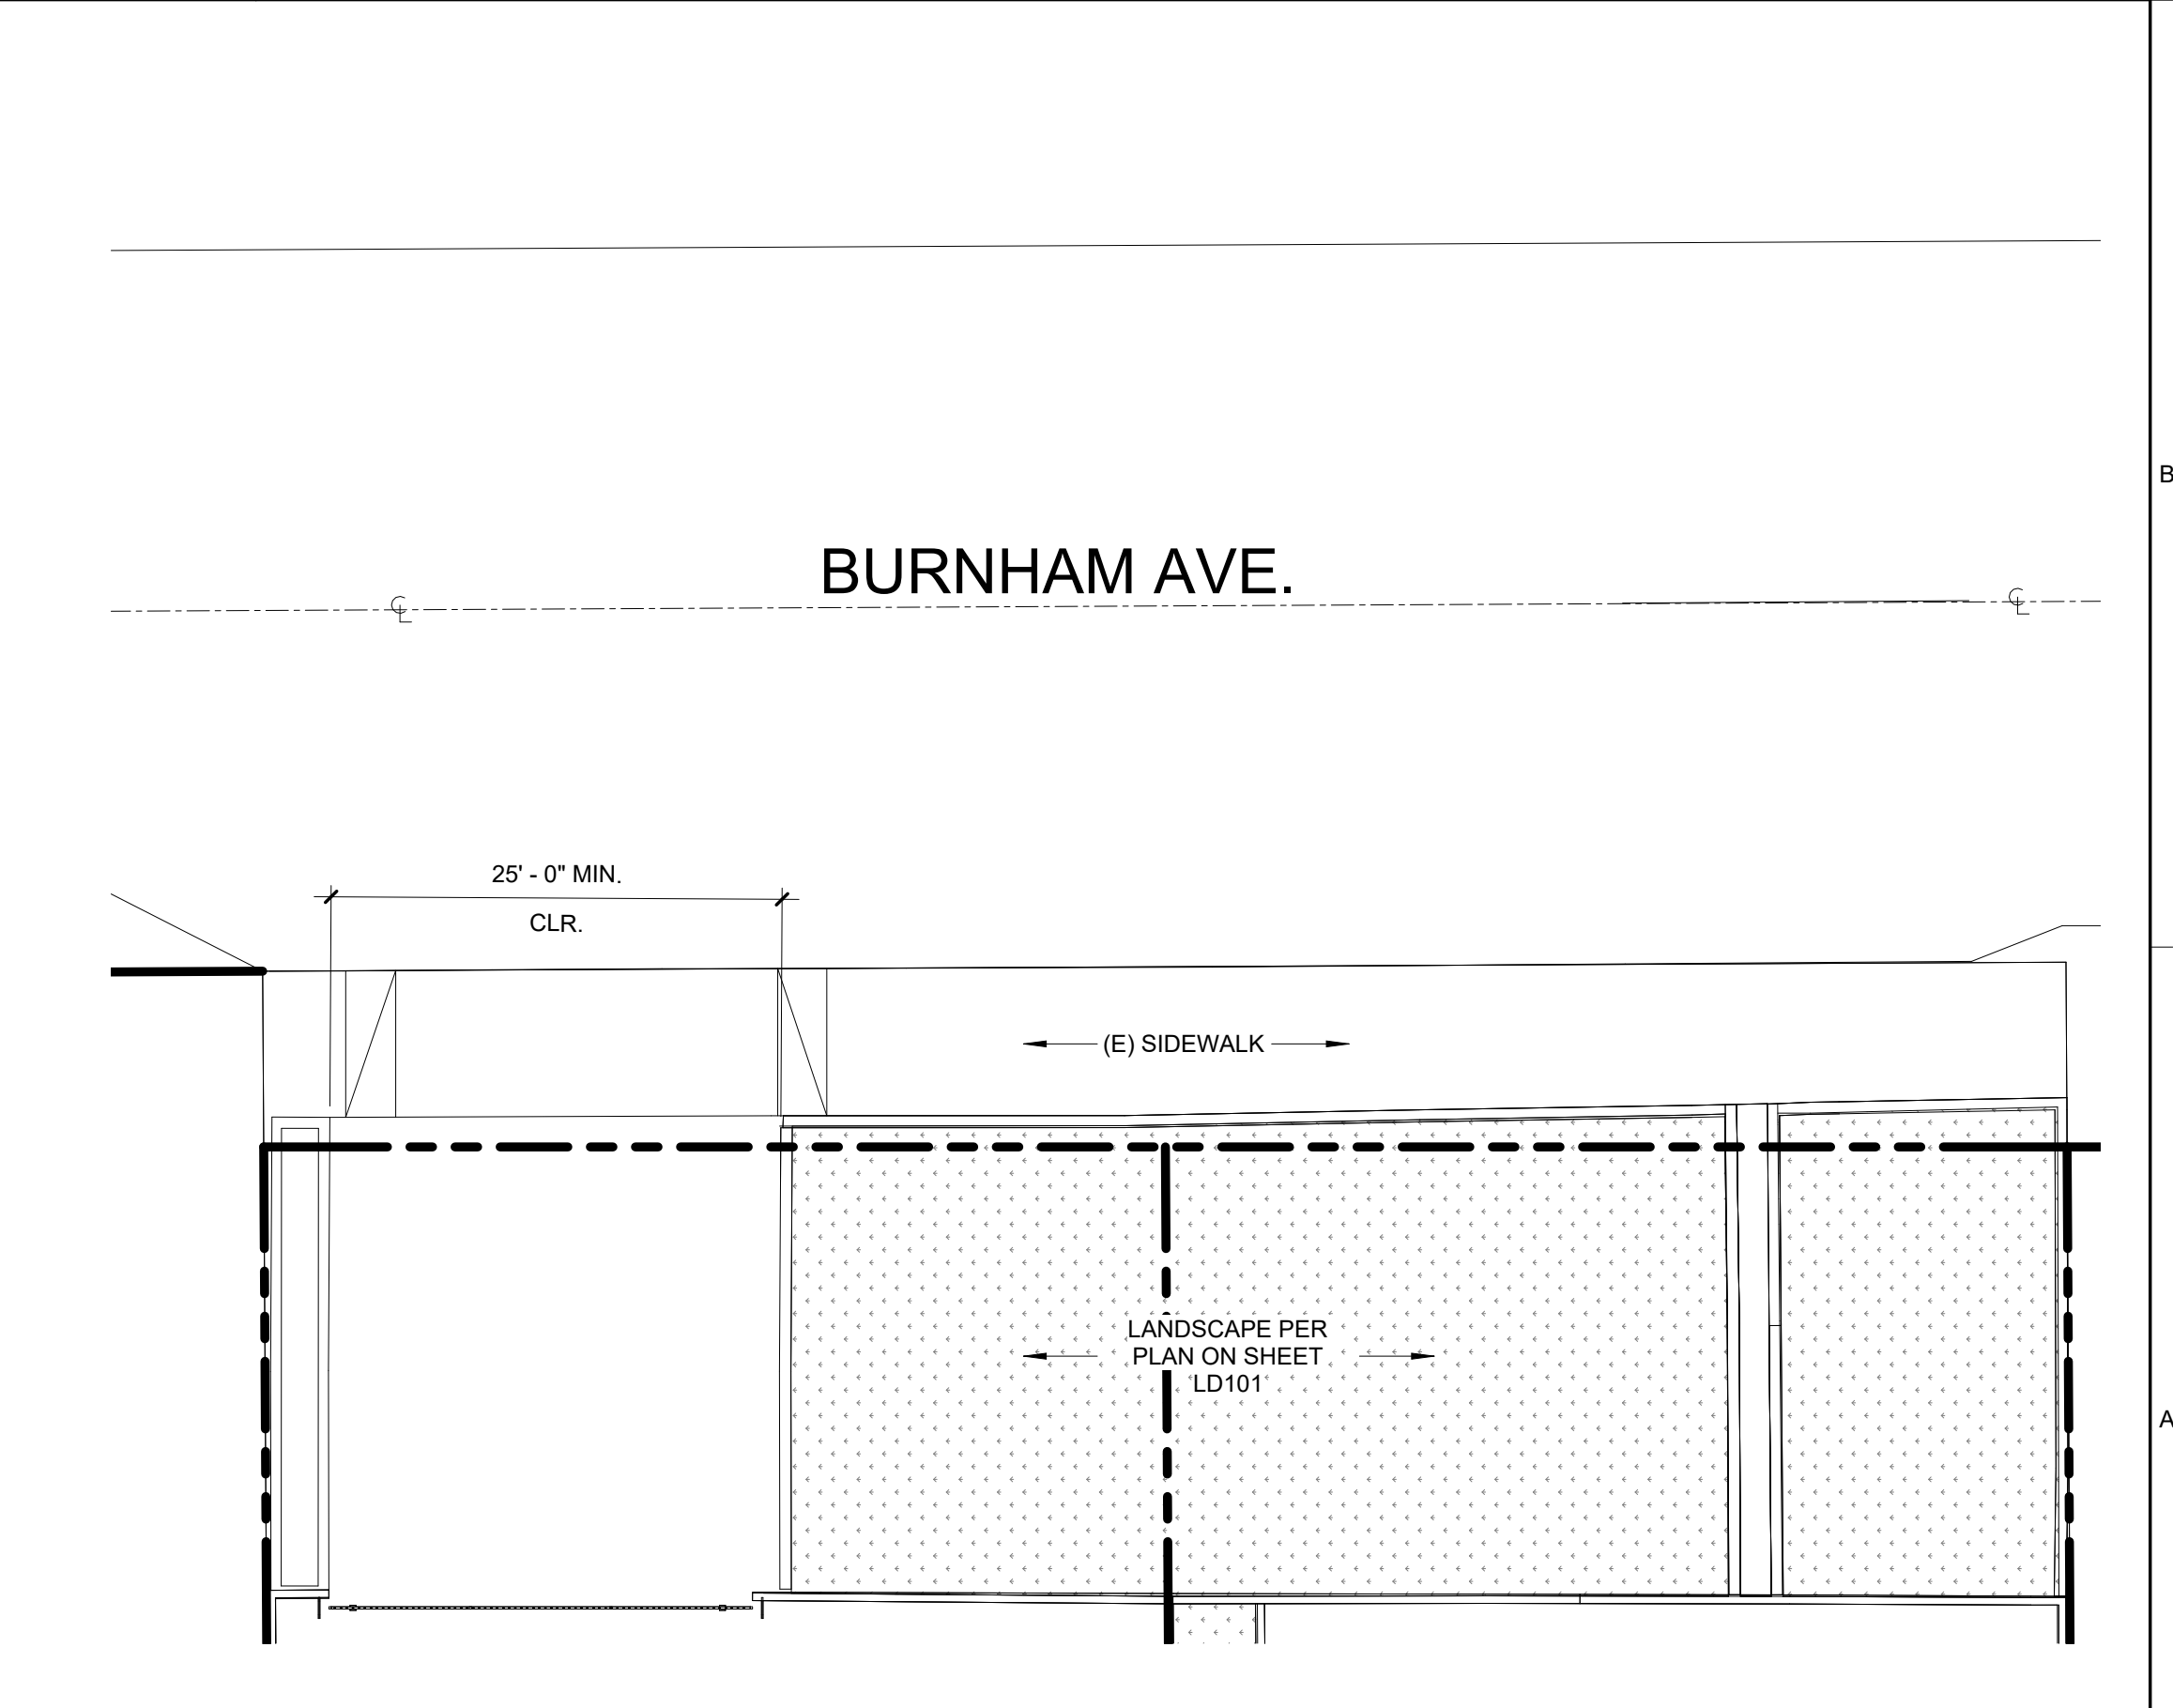 B
BURNHAM AVE.
℄
℄
25' - 0" MIN.
CLR.
(E) SIDEWALK
LANDSCAPE PER
PLAN ON SHEET
LD101
A